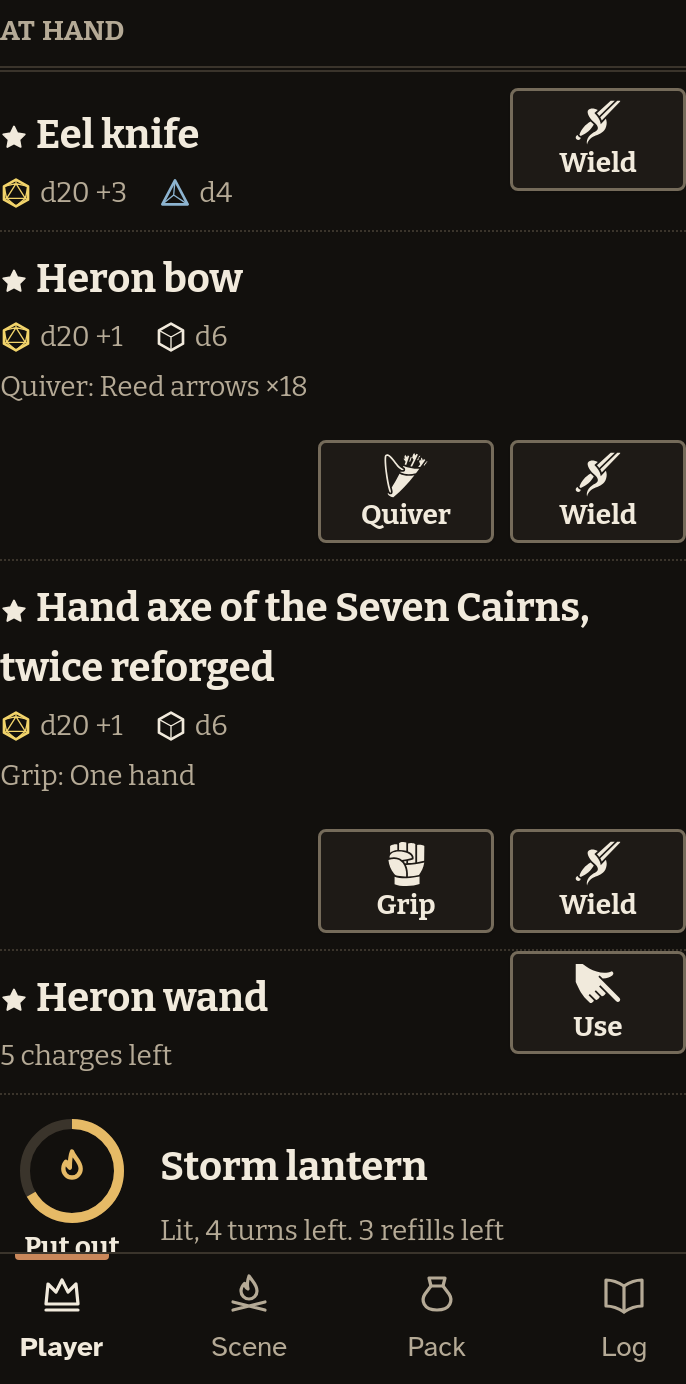 AT HAND
Eel knife
Wield
d20 +3 d4
Heron bow
d20 +1 d6
Quiver: Reed arrows ×18
Quiver Wield
Hand axe of the Seven Cairns,
twice reforged
d20 +1 d6
Grip: One hand
Grip Wield
Heron wand
Use
5 charges left
Storm lantern
Lit, 4 turns left. 3 refills left
Put out
Player Scene Pack Log